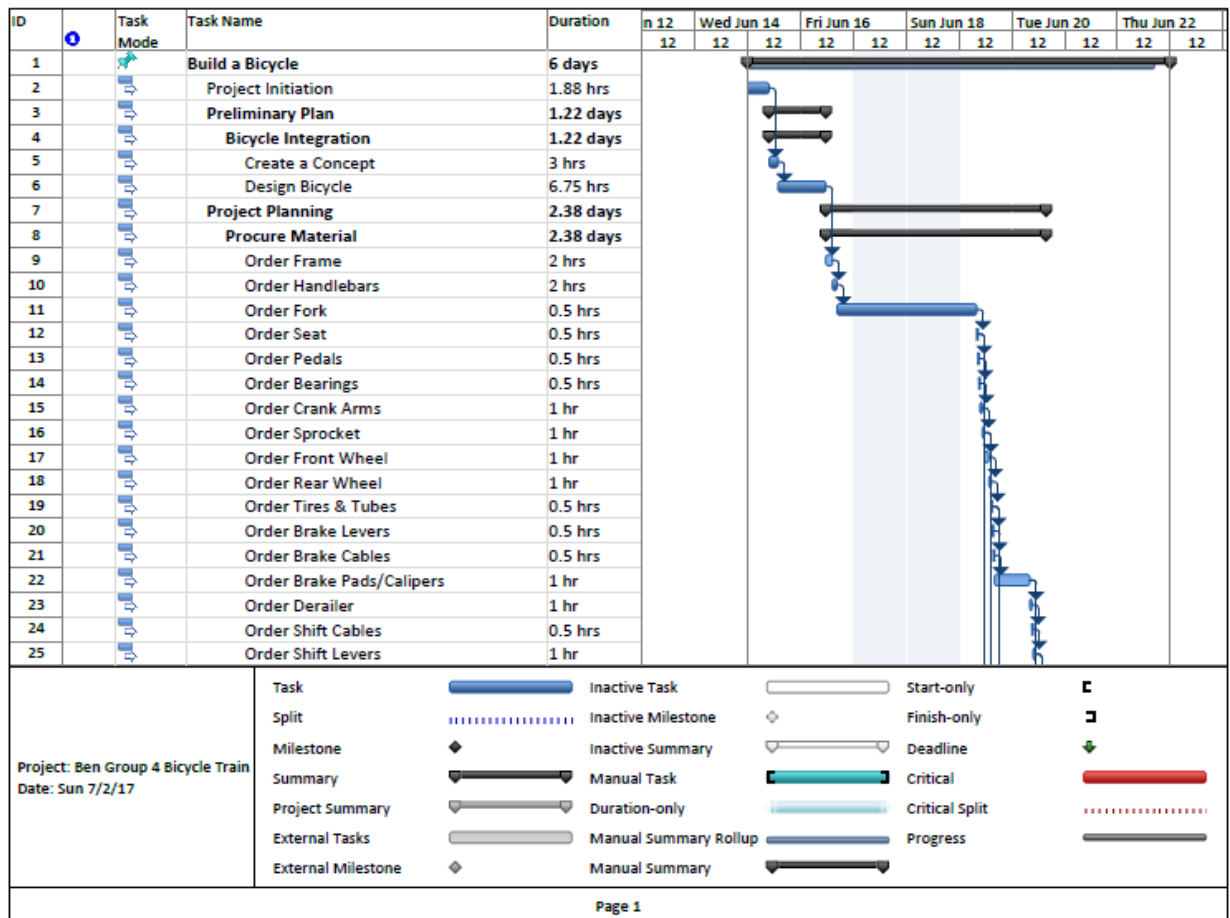 ID Task Mode Task Name Duration n 12 Wed Jun 14 Fri Jun 16 Sun Jun 18 Tue Jun 20 Thu Jun 22
12 12 12 12 12 12 12 12 12 12 12
1 Build a Bicycle 6 days
2 Project Initiation 1.88 hrs
3 Preliminary Plan 1.22 days
4 Bicycle Integration 1.22 days
5 Create a Concept 3 hrs
6 Design Bicycle 6.75 hrs
7 Project Planning 2.38 days
8 Procure Material 2.38 days
9 Order Frame 2 hrs
10 Order Handlebars 2 hrs
11 Order Fork 0.5 hrs
12 Order Seat 0.5 hrs
13 Order Pedals 0.5 hrs
14 Order Bearings 0.5 hrs
15 Order Crank Arms 1 hr
16 Order Sprocket 1 hr
17 Order Front Wheel 1 hr
18 Order Rear Wheel 1 hr
19 Order Tires & Tubes 0.5 hrs
20 Order Brake Levers 0.5 hrs
21 Order Brake Cables 0.5 hrs
22 Order Brake Pads/Calipers 1 hr
23 Order Derailer 1 hr
24 Order Shift Cables 0.5 hrs
25 Order Shift Levers 1 hr
Project: Ben Group 4 Bicycle Train
Date: Sun 7/2/17
Task Inactive Task Start-only
Split Inactive Milestone Finish-only
Milestone Inactive Summary Deadline
Summary Manual Task Critical
Project Summary Duration-only Critical Split
External Tasks Manual Summary Rollup Progress
External Milestone Manual Summary
Page 1